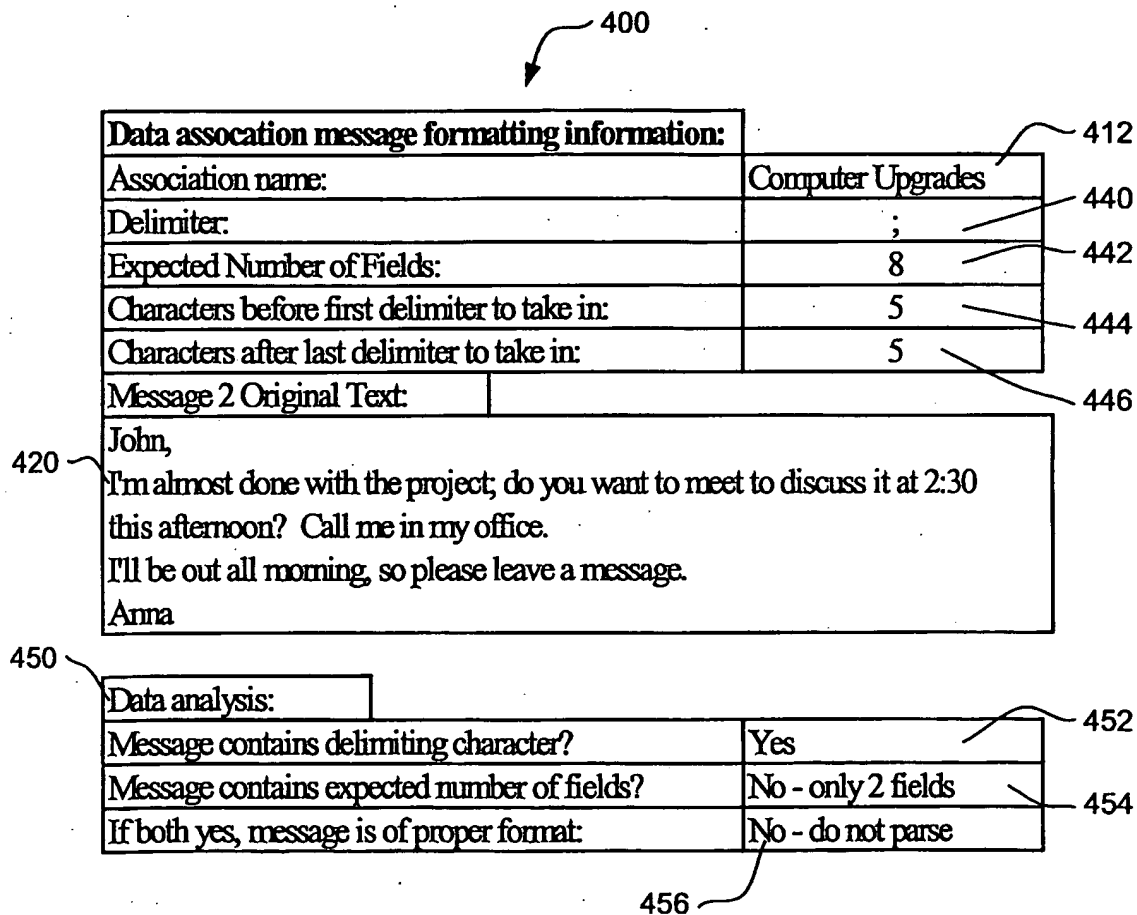 400
Data assocation message formatting information:
412
Association name: Computer Upgrades
440
Delimiter: ;
442
Expected Number of Fields: 8
Characters before first delimiter to take in: 5
444
Characters after last delimiter to take in: 5
446
Message 2 Original Text:
John,
420
I'm almost done with the project; do you want to meet to discuss it at 2:30
this afternoon? Call me in my office.
I'll be out all morning, so please leave a message.
Anna
450
Data analysis:
452
Message contains delimiting character? Yes
Message contains expected number of fields? No - only 2 fields
454
If both yes, message is of proper format: No - do not parse
456